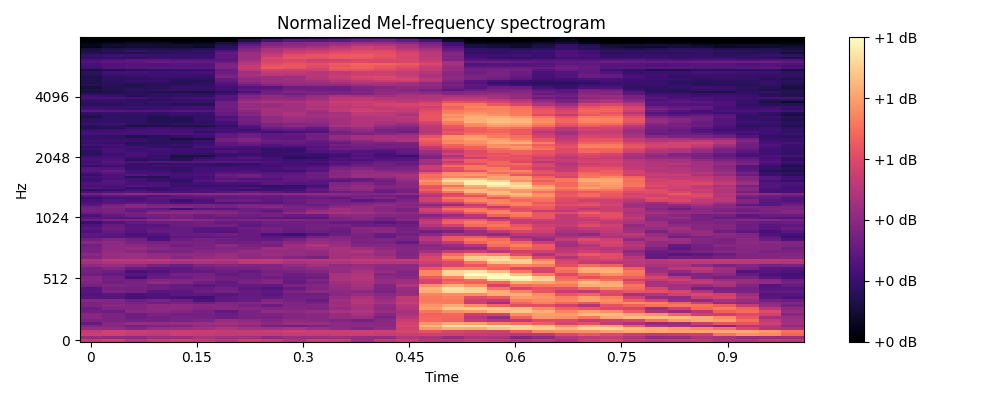 Normalized Mel-frequency spectrogram
Hz
4096
2048
1024
512
0
0 0.15 0.3 0.45 0.6 0.75 0.9
Time
+1 dB
+1 dB
+1 dB
+0 dB
+0 dB
+0 dB